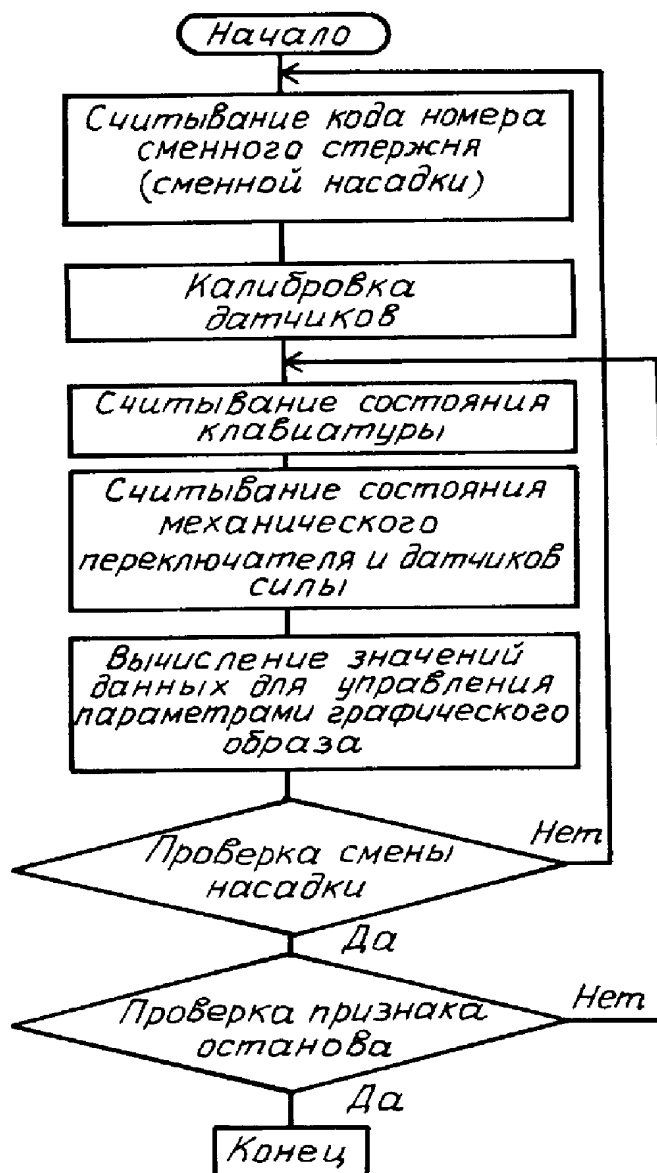 Начало
Считывание кода номера
сменного стержня
(сменной насадки)
Калибровка
датчиков
Считывание состояния
клавиатуры
Считывание состояния
механического
переключателя и датчиков
силы
Вычисление значений
данных для управления
параметрами графического
образа
Проверка смены
насадки
Нет
Да
Проверка признака
останова
Нет
Да
Конец